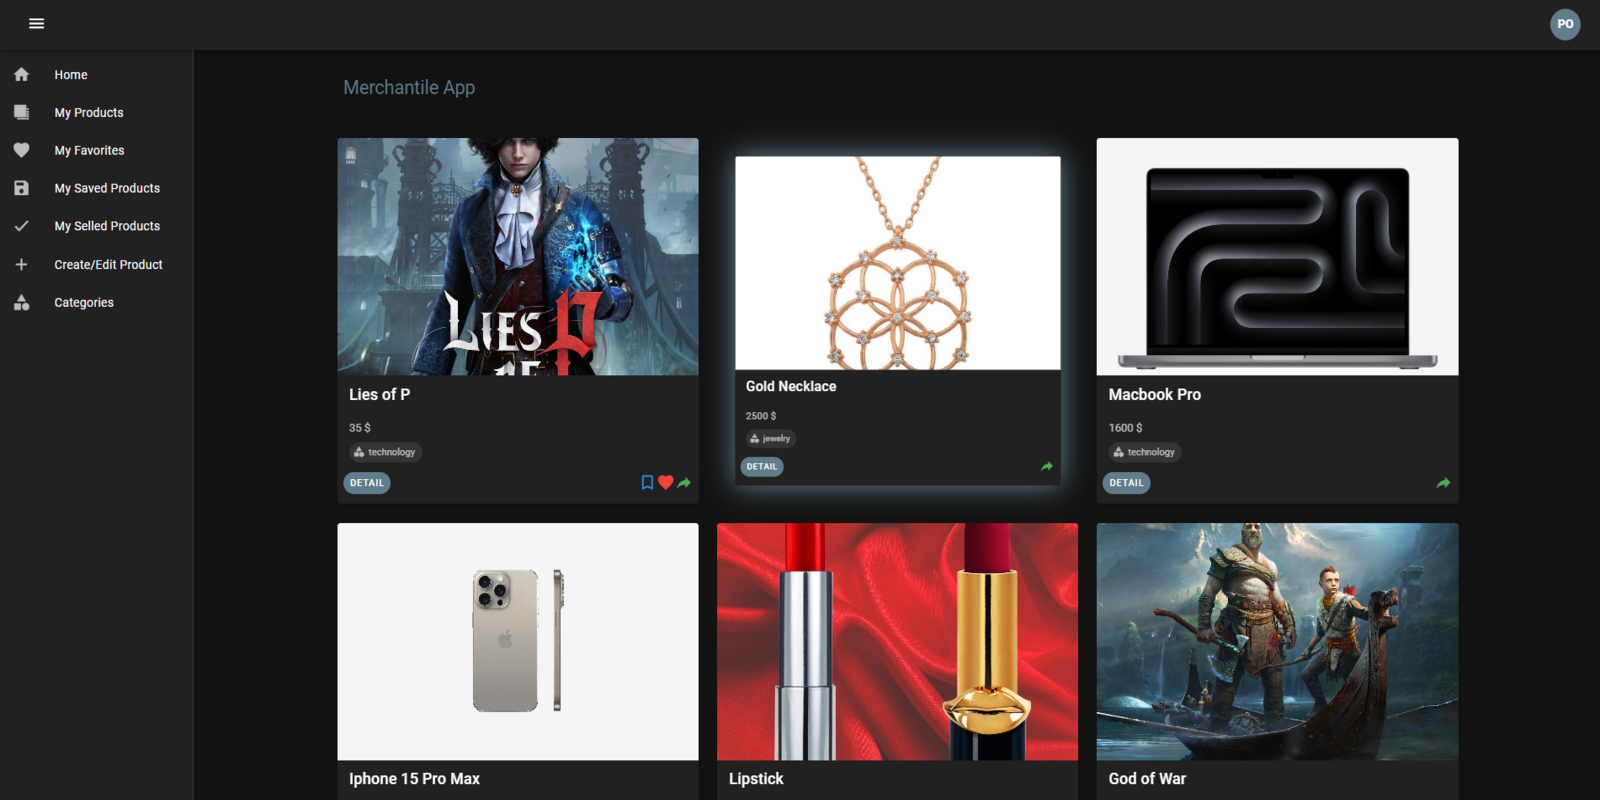 PO
Home
My Products
My Favorites
My Saved Products
My Selled Products
Create/Edit Product
Categories
Merchantile App
LIES
OF P
Lies of P
35 $
technology
DETAIL
Gold Necklace
2500 $
jewelry
DETAIL
Macbook Pro
1600 $
technology
DETAIL
Iphone 15 Pro Max
Lipstick
God of War